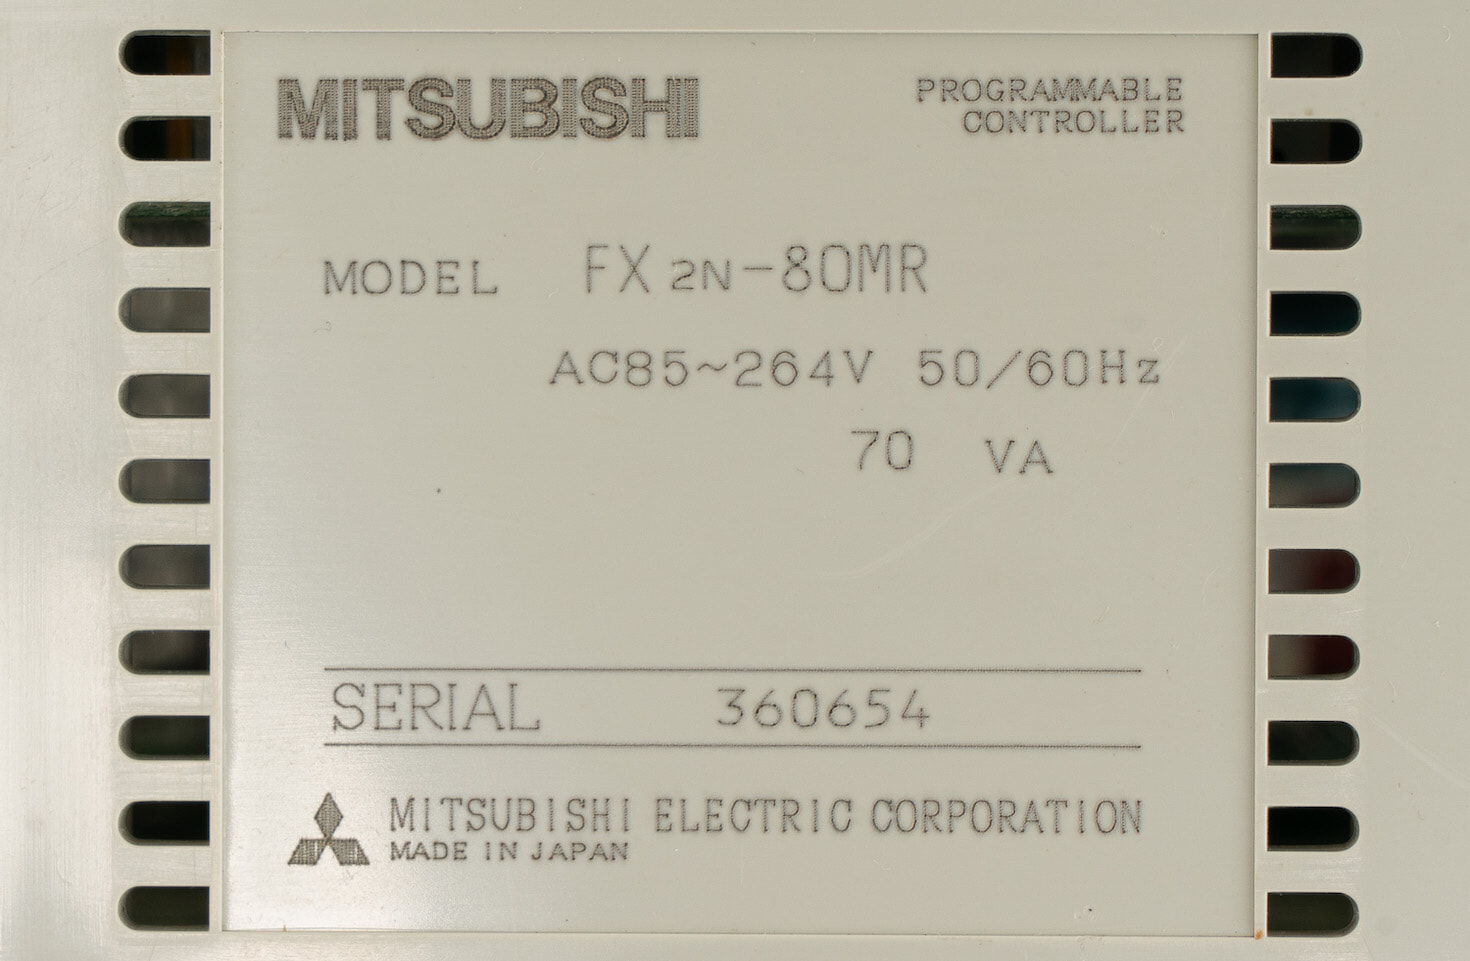 MITSUBISHI
PROGRAMMABLE
CONTROLLER
MODEL FX2N-80MR
AC85~264V 50/60Hz
70 VA
SERIAL 360654
MITSUBISHI ELECTRIC CORPORATION
MADE IN JAPAN